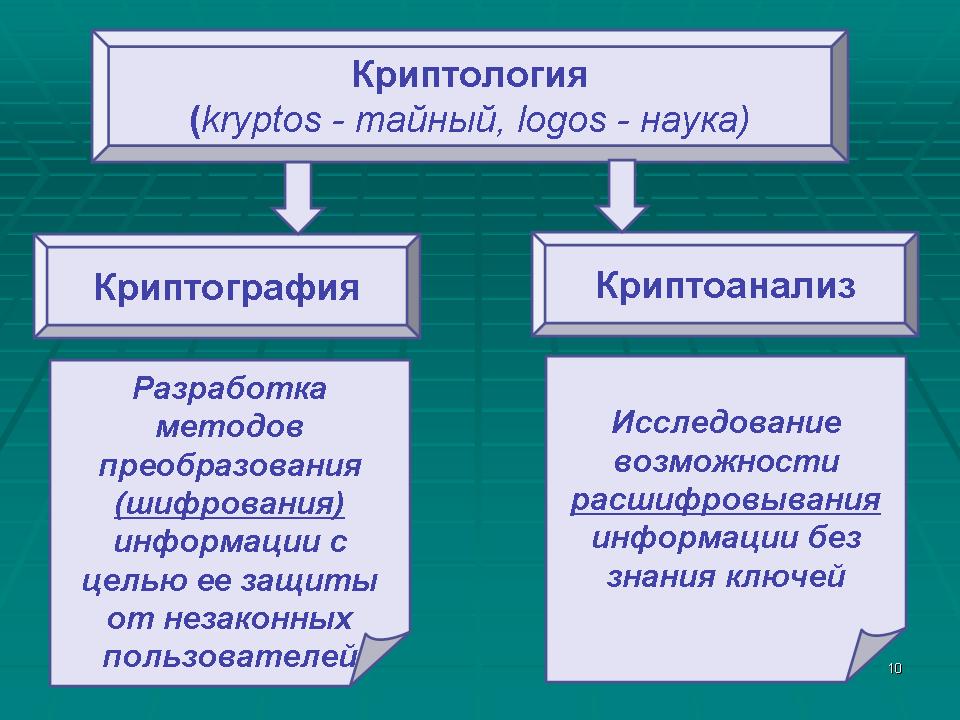 Криптология
(kryptos - тайный, logos - наука)
Криптография
Разработка
методов
преобразования
(шифрования)
информации с
целью ее защиты
от незаконных
пользователей
Криптоанализ
Исследование
возможности
расшифровывания
информации без
знания ключей
10